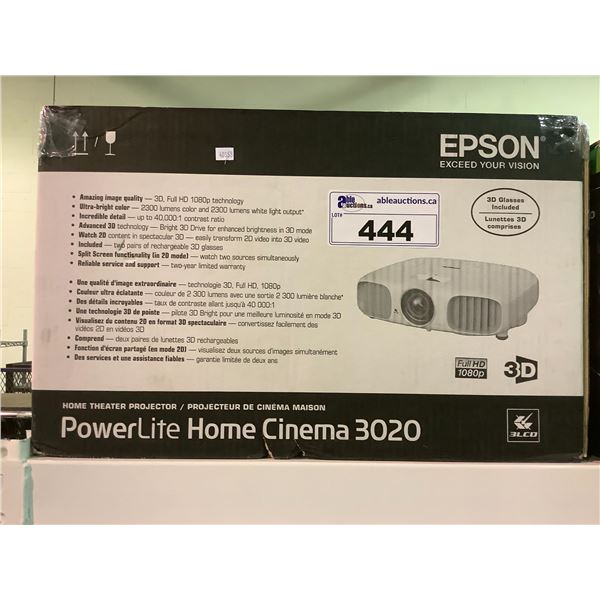 EPSON
EXCEED YOUR VISION
ableauctions.ca
able auctions.ca
LOT#
444
3D Glasses
Included
Lunettes 3D
comprises
• Amazing image quality — 3D, Full HD 1080p technology
• Ultra-bright color — 2300 lumens color and 2300 lumens white light output*
• Incredible detail — up to 40,000:1 contrast ratio
• Advanced 3D technology — Bright 3D Drive for enhanced brightness in 3D mode
• Watch 2D content in spectacular 3D — easily transform 2D video into 3D video
• Included — two pairs of rechargeable 3D glasses
• Split Screen functionality (in 2D mode) — watch two sources simultaneously
• Reliable service and support — two-year limited warranty
• Une qualité d'image extraordinaire — technologie 3D, Full HD, 1080p
• Couleur ultra éclatante — couleur de 2 300 lumens avec une sortie 2 300 lumière blanche*
• Des détails incroyables — taux de contraste allant jusqu'à 40 000:1
• Une technologie 3D de pointe — pilote 3D Bright pour une meilleure luminosité en mode 3D
• Visualisez du contenu 2D en format 3D spectaculaire — convertissez facilement des
vidéos 2D en vidéos 3D
• Comprend — deux paires de lunettes 3D rechargeables
• Fonction d'écran partagé (en mode 2D) — visualisez deux sources d'images simultanément
• Des services et une assistance fiables — garantie limitée de deux ans
Full HD
1080p
3D
HOME THEATER PROJECTOR / PROJECTEUR DE CINÉMA MAISON
PowerLite Home Cinema 3020
3LCD